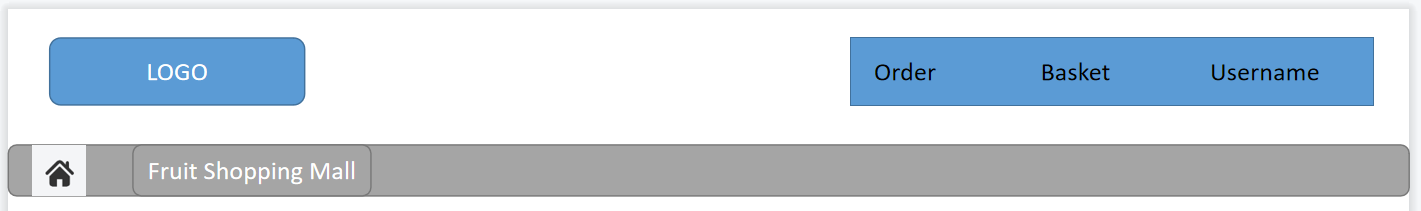 LOGO
Order Basket Username
Fruit Shopping Mall